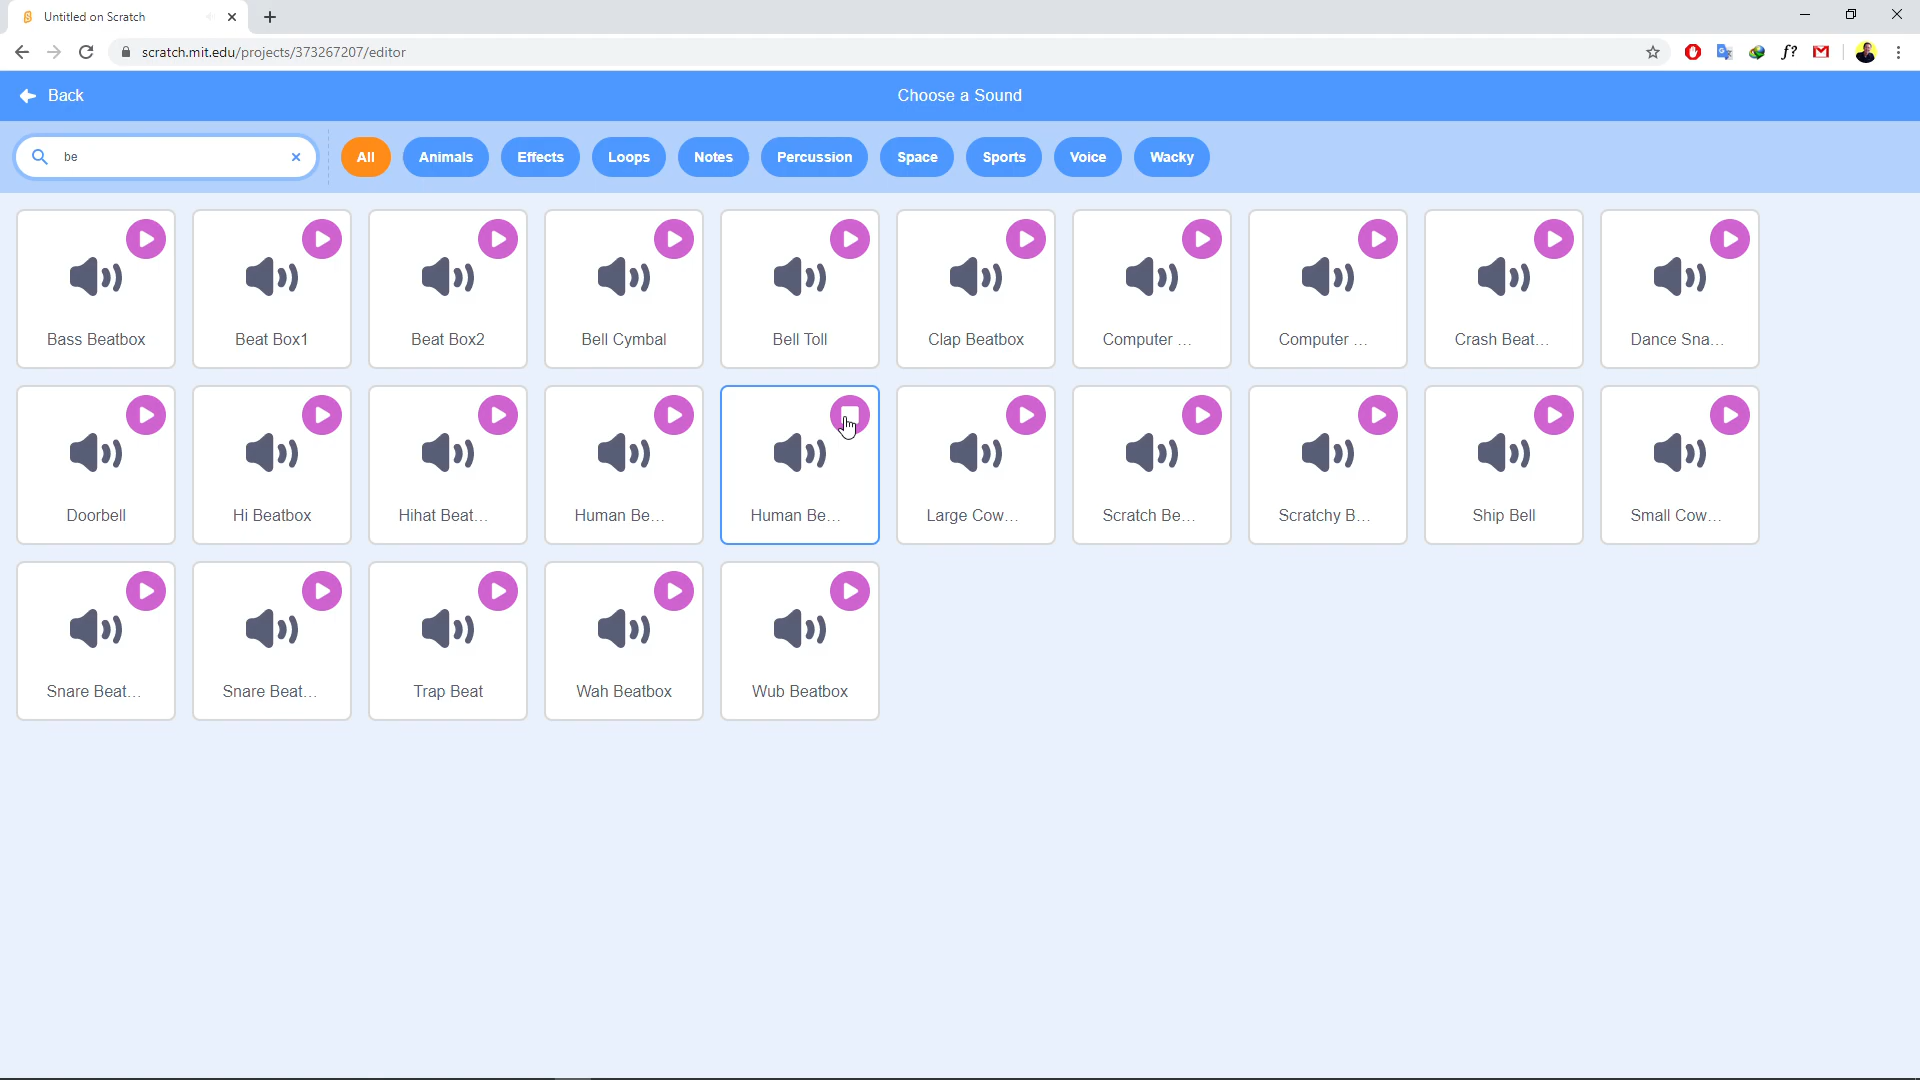 Untitled on Scratch
scratch.mit.edu/projects/373267207/editor
f?
Back
Choose a Sound
be
All
Animals
Effects
Loops
Notes
Percussion
Space
Sports
Voice
Wacky
Bass Beatbox
Beat Box1
Beat Box2
Bell Cymbal
Bell Toll
Clap Beatbox
Computer ...
Computer ...
Crash Beat...
Dance Sna...
Doorbell
Hi Beatbox
Hihat Beat...
Human Be...
Human Be...
Large Cow...
Scratch Be...
Scratchy B...
Ship Bell
Small Cow...
Snare Beat...
Snare Beat...
Trap Beat
Wah Beatbox
Wub Beatbox